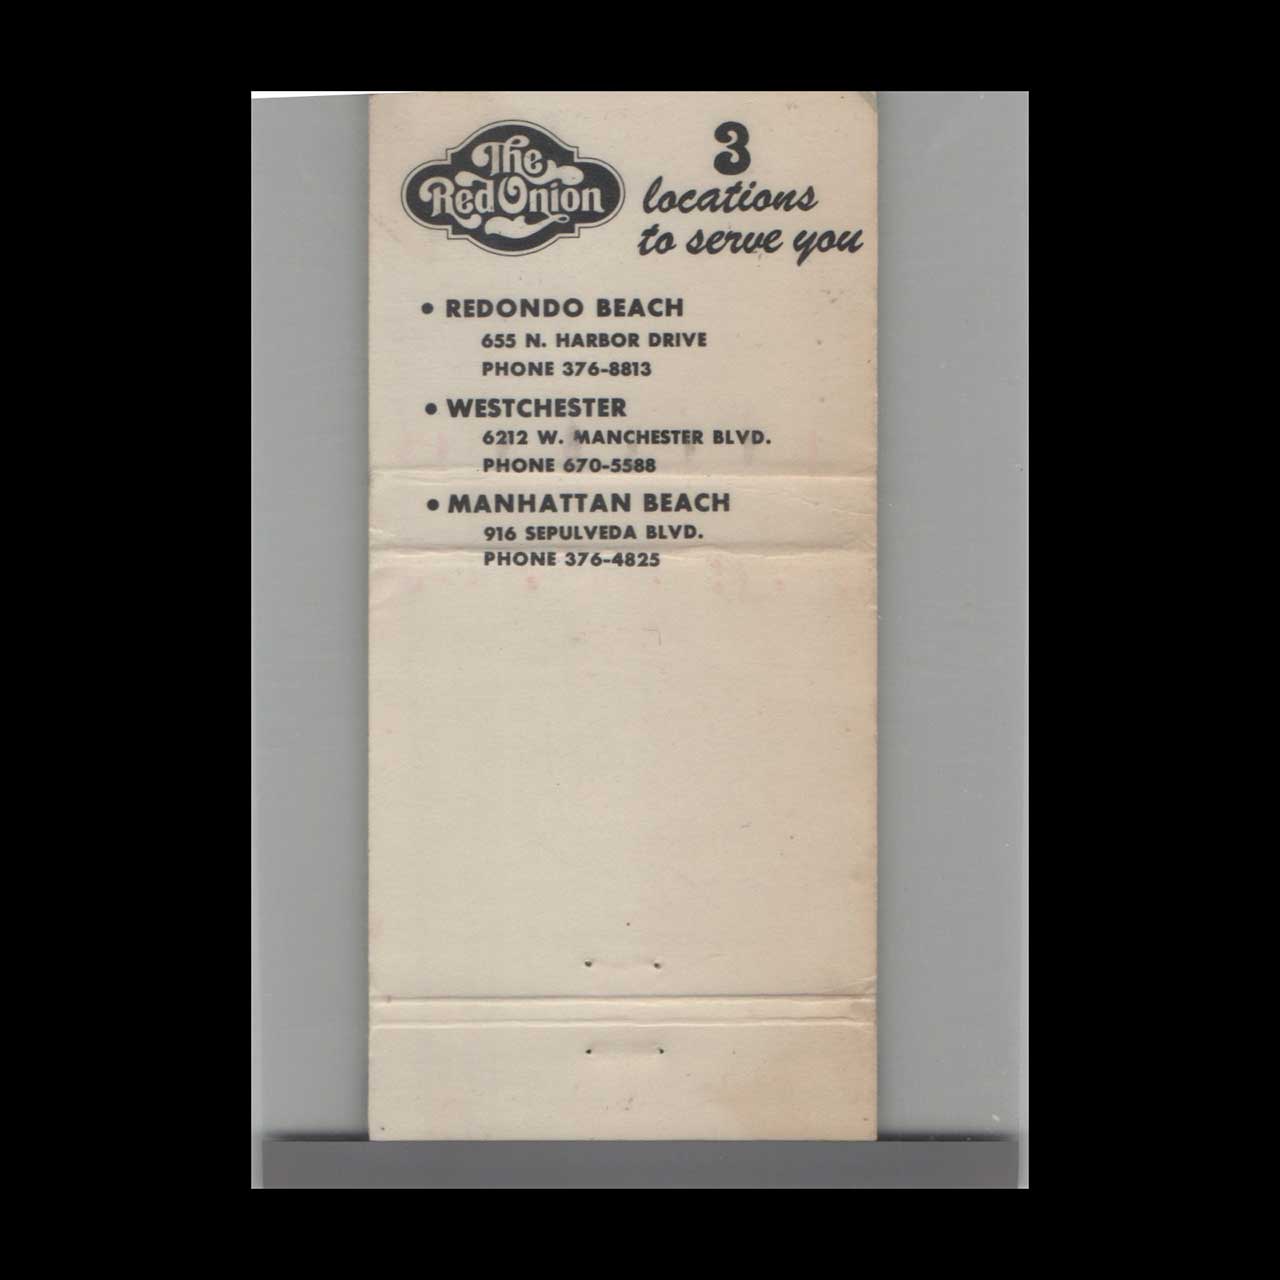 The
Red Onion
3
locations
to serve you
• REDONDO BEACH
655 N. HARBOR DRIVE
PHONE 376-8813
• WESTCHESTER
6212 W. MANCHESTER BLVD.
PHONE 670-5588
• MANHATTAN BEACH
916 SEPULVEDA BLVD.
PHONE 376-4825